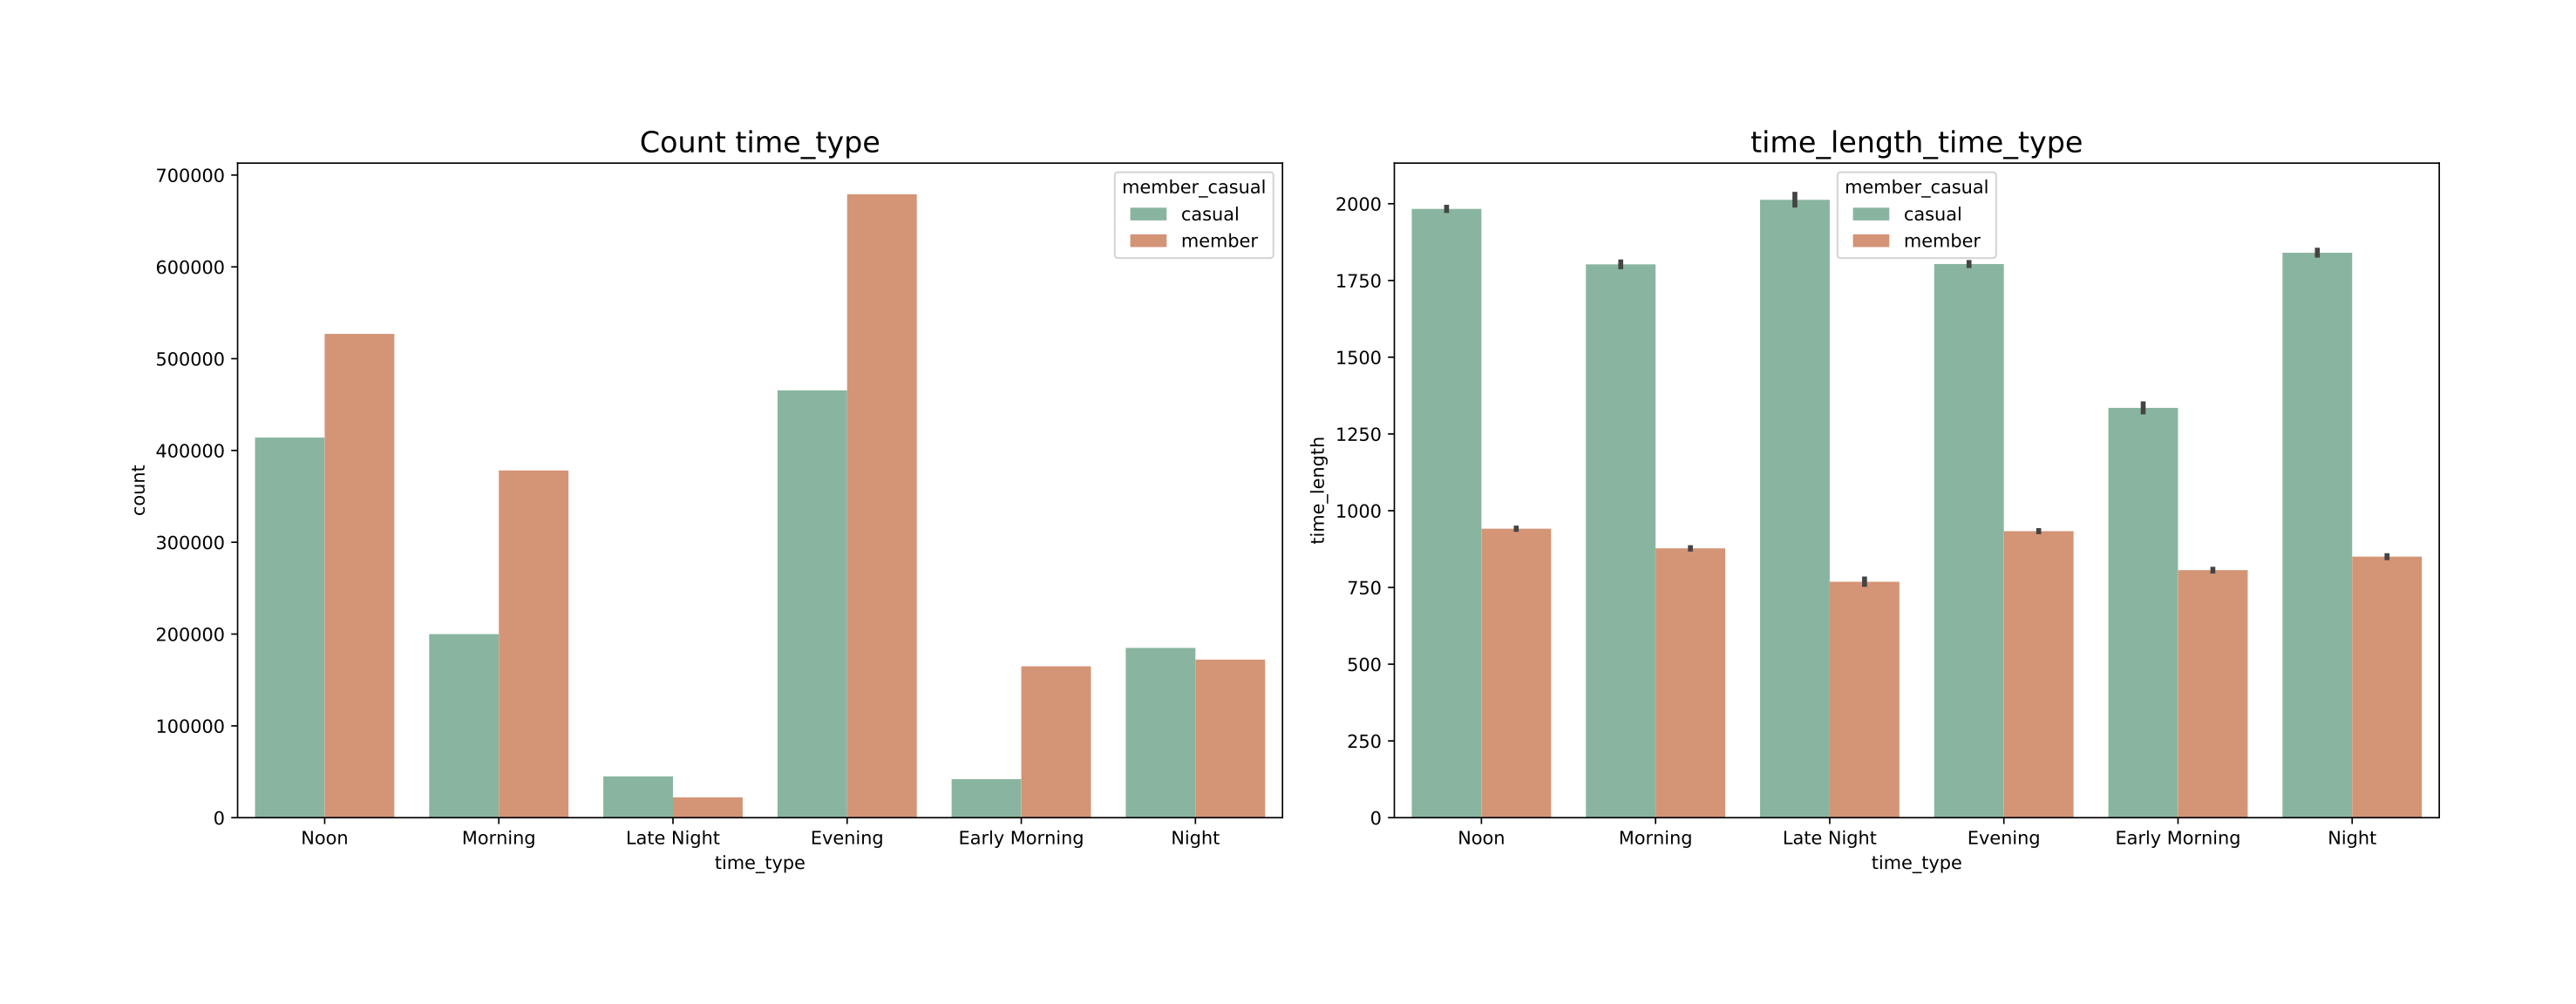 Count time_type
700000
600000
500000
400000
300000
200000
100000
0
count
member_casual
casual
member
Noon Morning Late Night Evening Early Morning Night
time_type
time_length_time_type
2000
1750
1500
1250
1000
750
500
250
0
time_length
member_casual
casual
member
Noon Morning Late Night Evening Early Morning Night
time_type